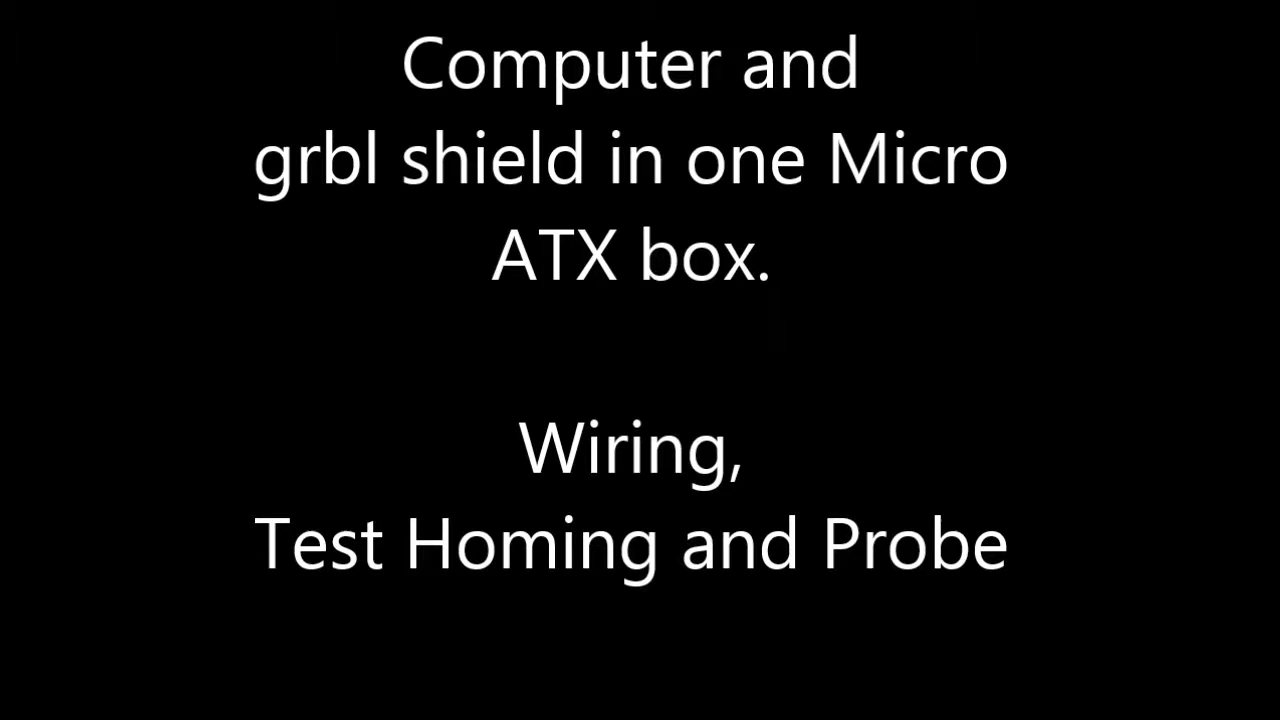 Computer and
grbl shield in one Micro
ATX box.
Wiring,
Test Homing and Probe